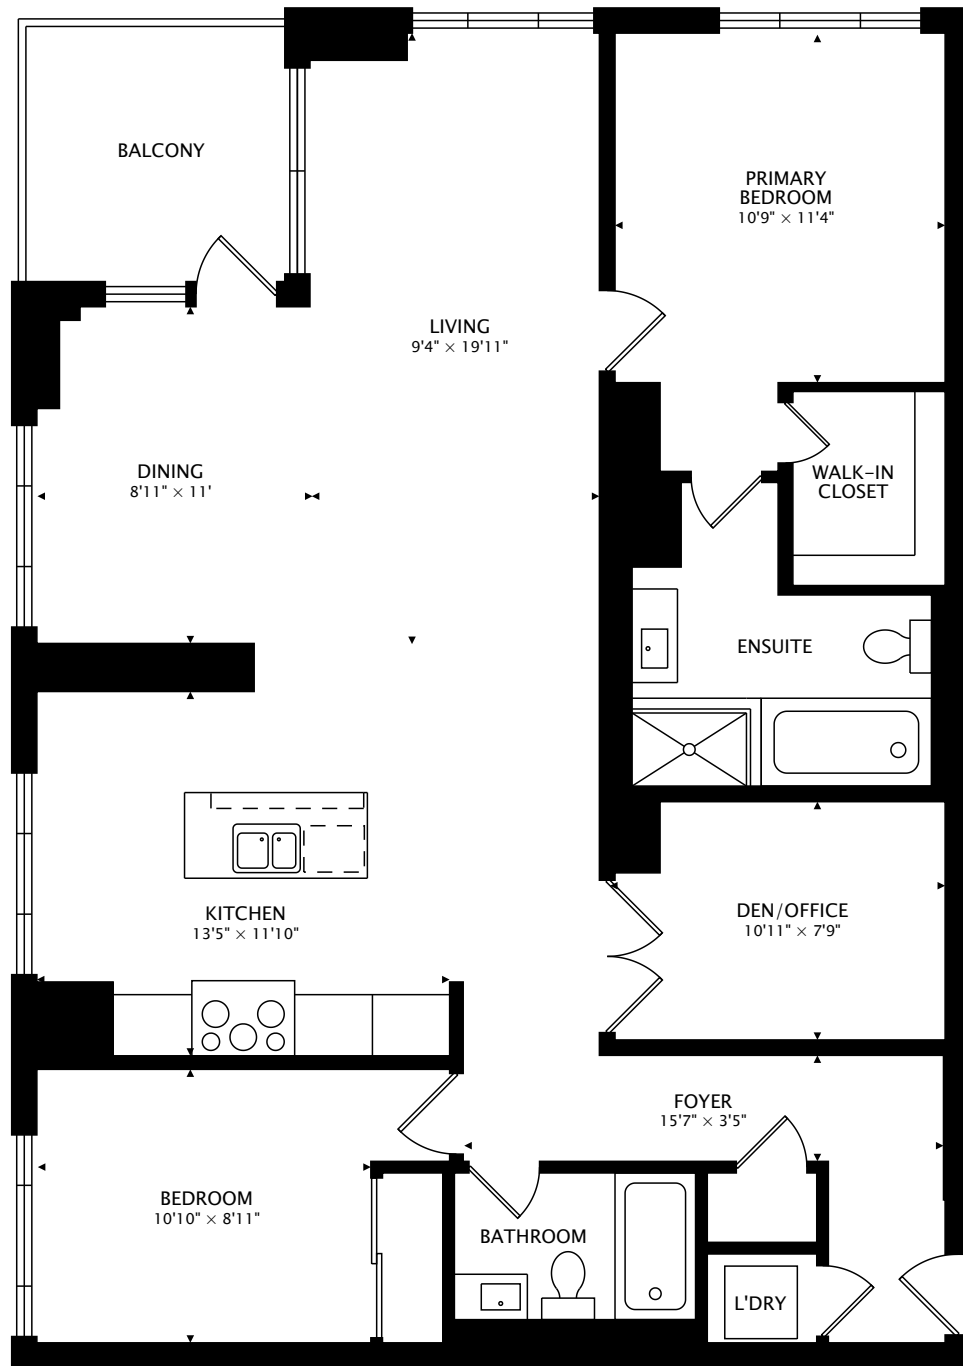 BALCONY
PRIMARY
BEDROOM
10'9" × 11'4"
LIVING
9'4" × 19'11"
DINING
8'11" × 11'
WALK-IN
CLOSET
ENSUITE
KITCHEN
13'5" × 11'10"
DEN/OFFICE
10'11" × 7'9"
FOYER
15'7" × 3'5"
BEDROOM
10'10" × 8'11"
BATHROOM
L'DRY